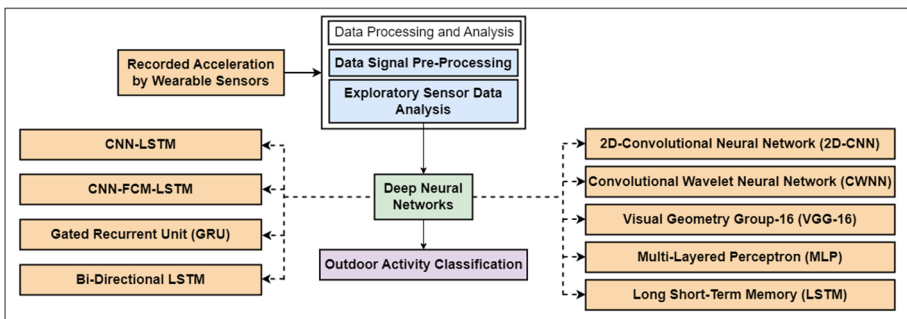 Data Processing and Analysis
Recorded Acceleration
by Wearable Sensors
Data Signal Pre-Processing
Exploratory Sensor Data
Analysis
CNN-LSTM
CNN-FCM-LSTM
Gated Recurrent Unit (GRU)
Bi-Directional LSTM
Deep Neural
Networks
Outdoor Activity Classification
2D-Convolutional Neural Network (2D-CNN)
Convolutional Wavelet Neural Network (CWNN)
Visual Geometry Group-16 (VGG-16)
Multi-Layered Perceptron (MLP)
Long Short-Term Memory (LSTM)